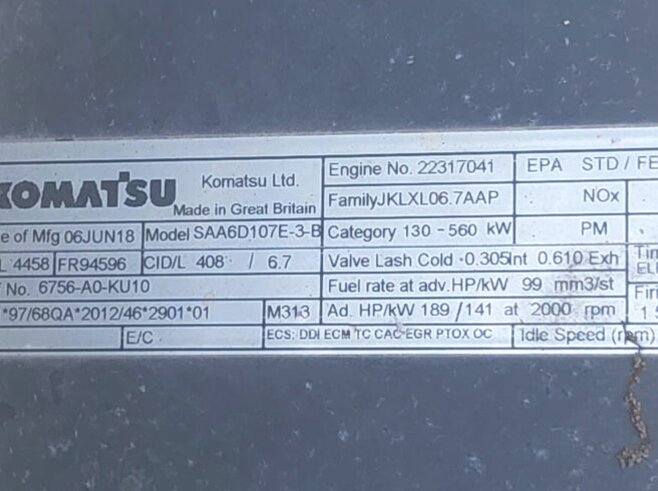 KOMATSU Komatsu Ltd. Engine No. 22317041 EPA STD / FE
Made in Great Britain FamilyJKLXL06.7AAP NOx
e of Mfg 06JUN18 Model SAA6D107E-3-B Category 130 - 560 kW PM
L 4458 FR94596 CID/L 408 / 6.7 Valve Lash Cold ·0.305Int 0.610 Exh Tim
No. 6756-A0-KU10 Fuel rate at adv.HP/kW 99 mm3/st
*97/68QA*2012/46*2901*01 M313 Ad. HP/kW 189 /141 at 2000 rpm
E/C ECS: DDI ECM TC CAC-EGR PTOX OC Idle Speed (rpm)